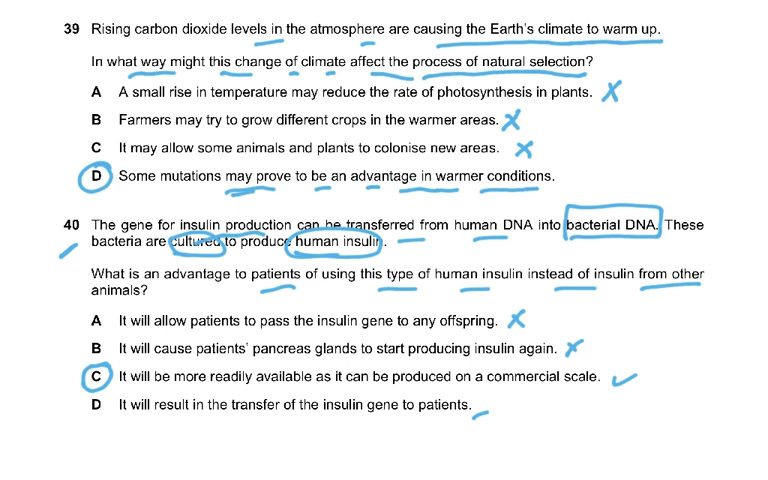 39 Rising carbon dioxide levels in the atmosphere are causing the Earth's climate to warm up.
In what way might this change of climate affect the process of natural selection?
A A small rise in temperature may reduce the rate of photosynthesis in plants.
B Farmers may try to grow different crops in the warmer areas.
C It may allow some animals and plants to colonise new areas.
D Some mutations may prove to be an advantage in warmer conditions.
40 The gene for insulin production can be transferred from human DNA into bacterial DNA. These
bacteria are cultured to produce human insulin.
What is an advantage to patients of using this type of human insulin instead of insulin from other
animals?
A It will allow patients to pass the insulin gene to any offspring.
B It will cause patients' pancreas glands to start producing insulin again.
C It will be more readily available as it can be produced on a commercial scale.
D It will result in the transfer of the insulin gene to patients.